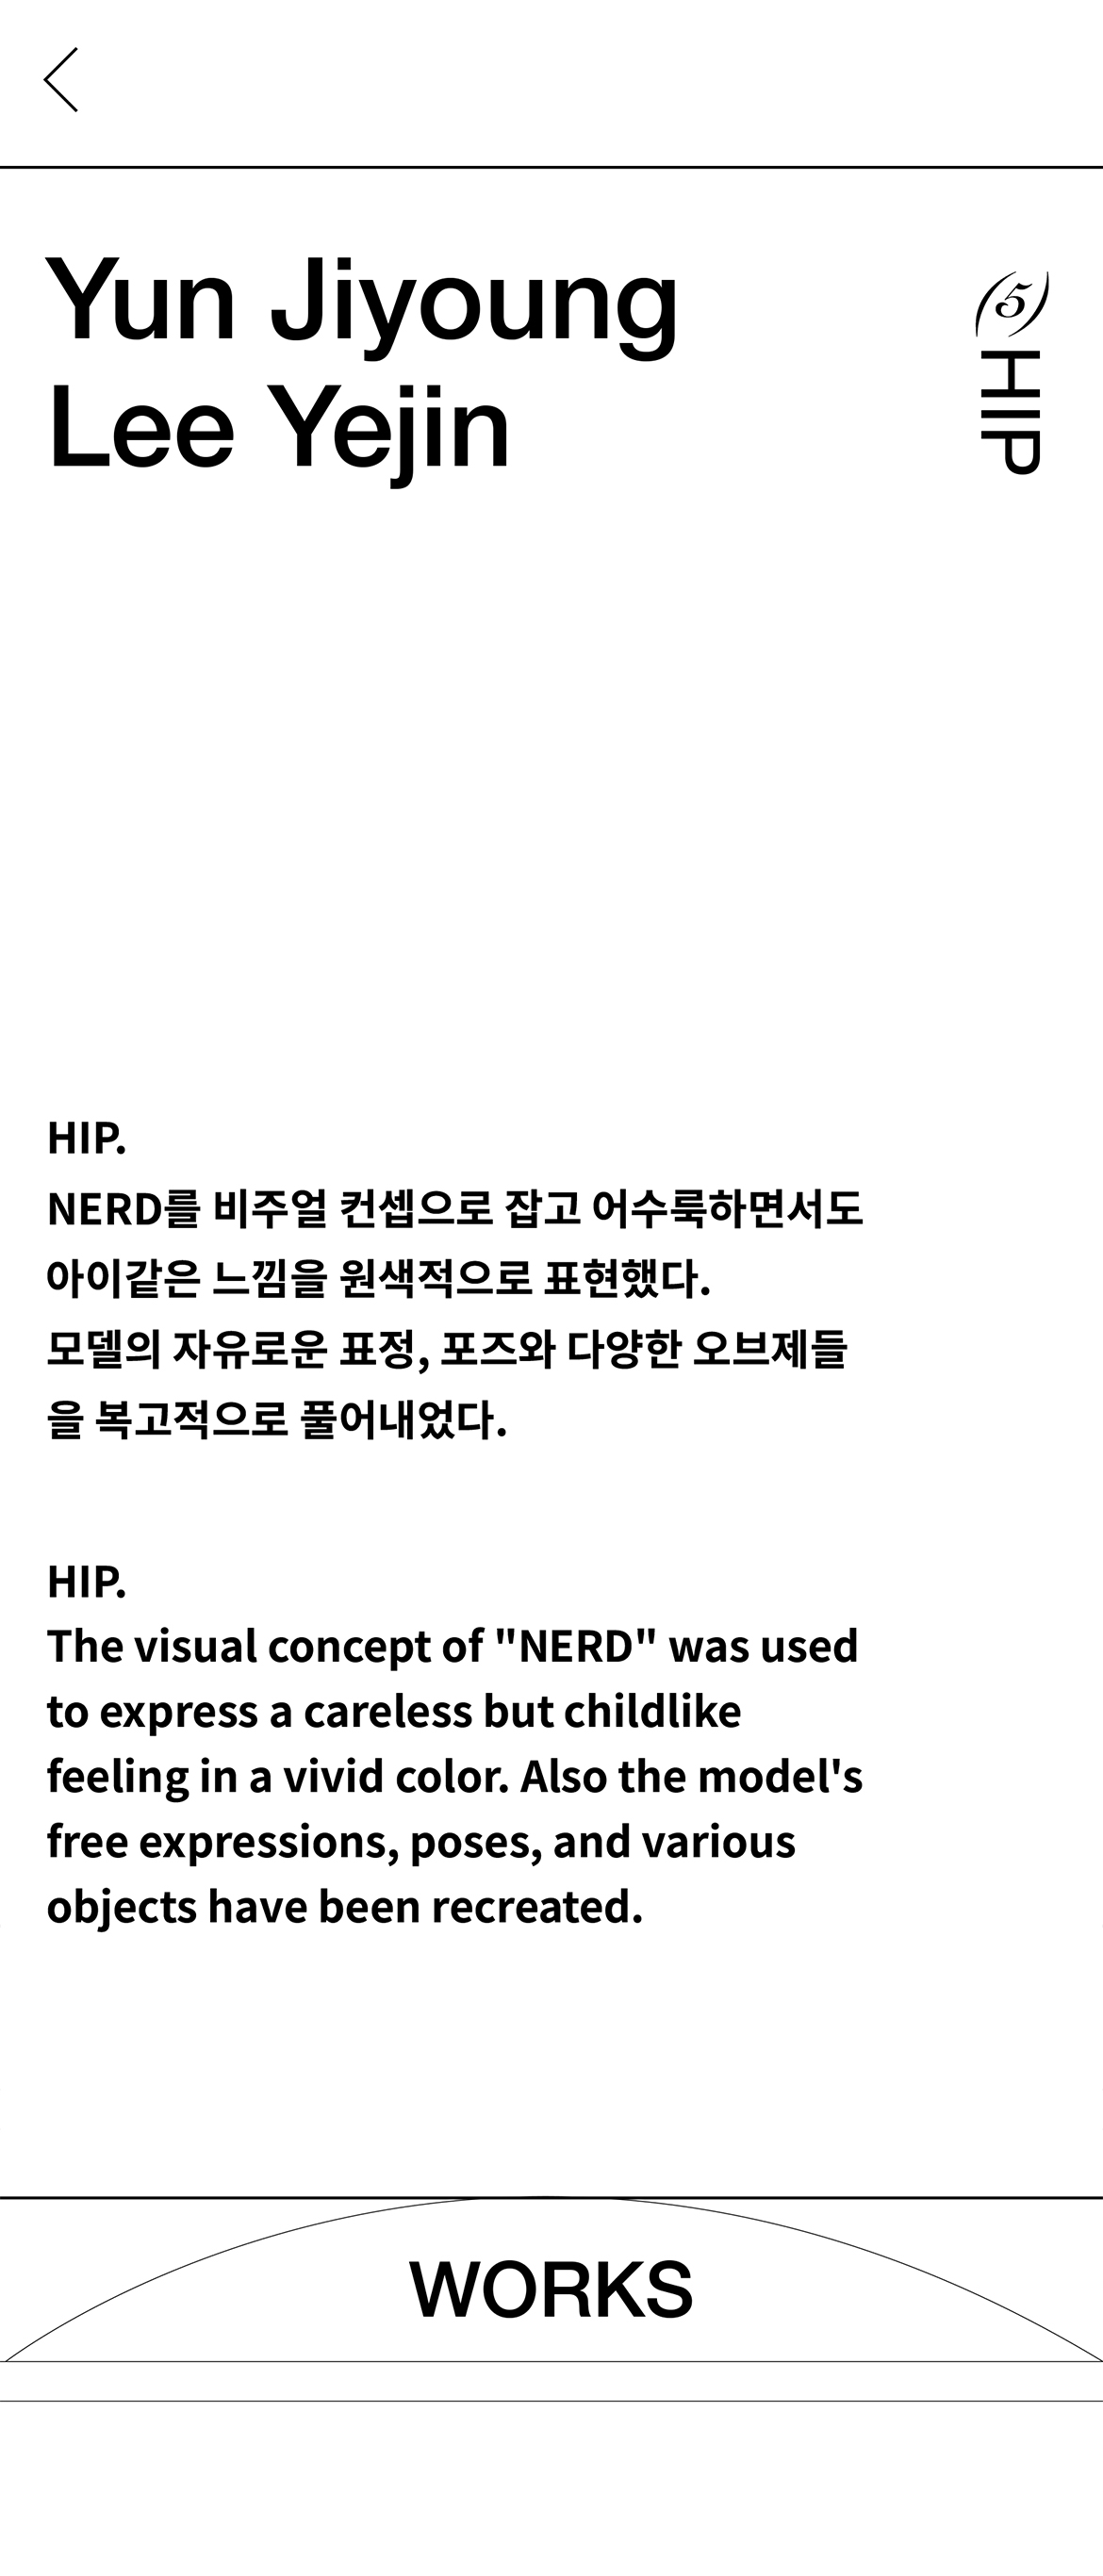 Yun Jiyoung
Lee Yejin
(5) HIP
HIP.
NERD를 비주얼 컨셉으로 잡고 어수룩하면서도
아이같은 느낌을 원색적으로 표현했다.
모델의 자유로운 표정, 포즈와 다양한 오브제들
을 복고적으로 풀어내었다.
HIP.
The visual concept of "NERD" was used
to express a careless but childlike
feeling in a vivid color. Also the model's
free expressions, poses, and various
objects have been recreated.
WORKS